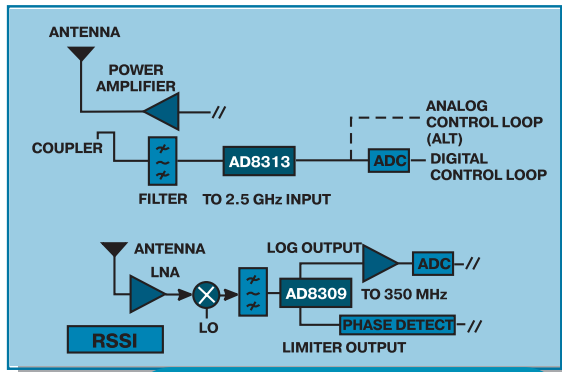 ANTENNA
POWER
AMPLIFIER
ANALOG
CONTROL LOOP
(ALT)
COUPLER
AD8313
ADC
DIGITAL
CONTROL LOOP
FILTER
TO 2.5 GHz INPUT
ANTENNA
LOG OUTPUT
LNA
ADC
AD8309
TO 350 MHz
LO
PHASE DETECT
RSSI
LIMITER OUTPUT